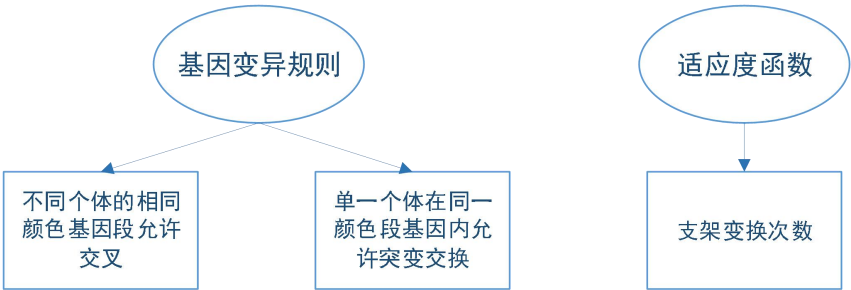 基因变异规则
适应度函数
不同个体的相同
颜色基因段允许
交叉
单一个体在同一
颜色段基因内允
许突变交换
支架变换次数